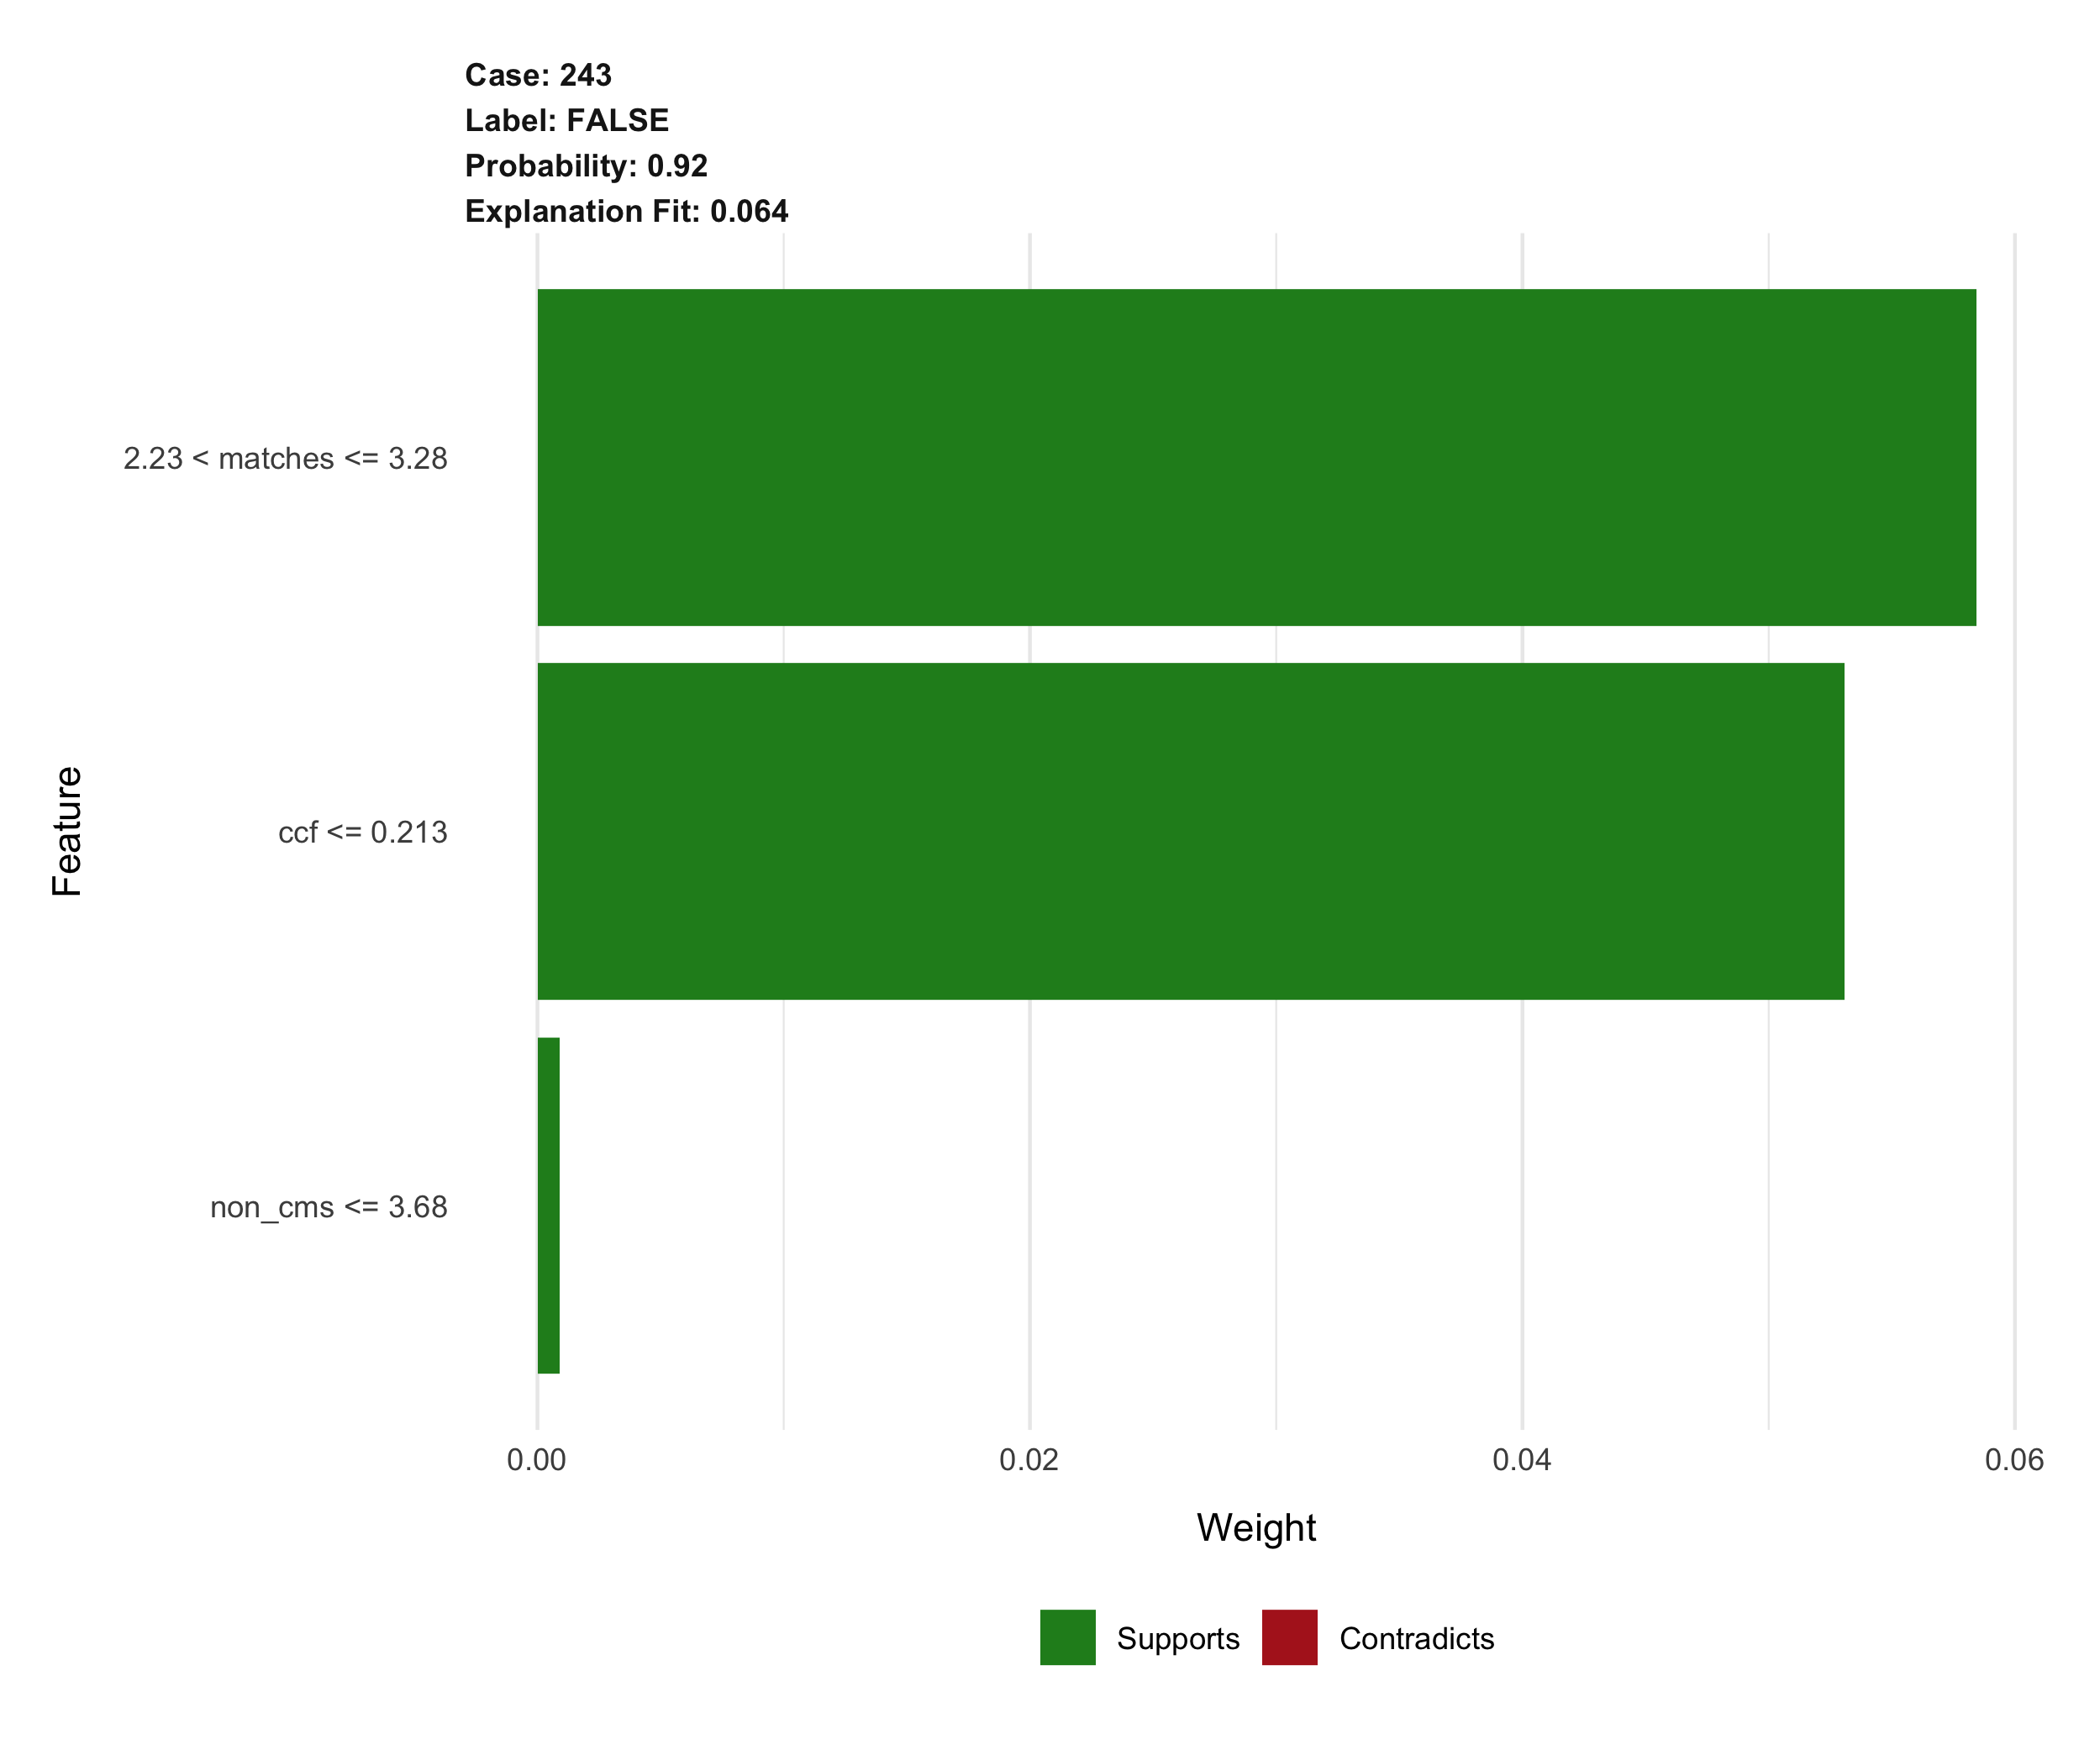 Case: 243
Label: FALSE
Probability: 0.92
Explanation Fit: 0.064
2.23 < matches <= 3.28
ccf <= 0.213
non_cms <= 3.68
Feature
0.00 0.02 0.04 0.06
Weight
Supports Contradicts